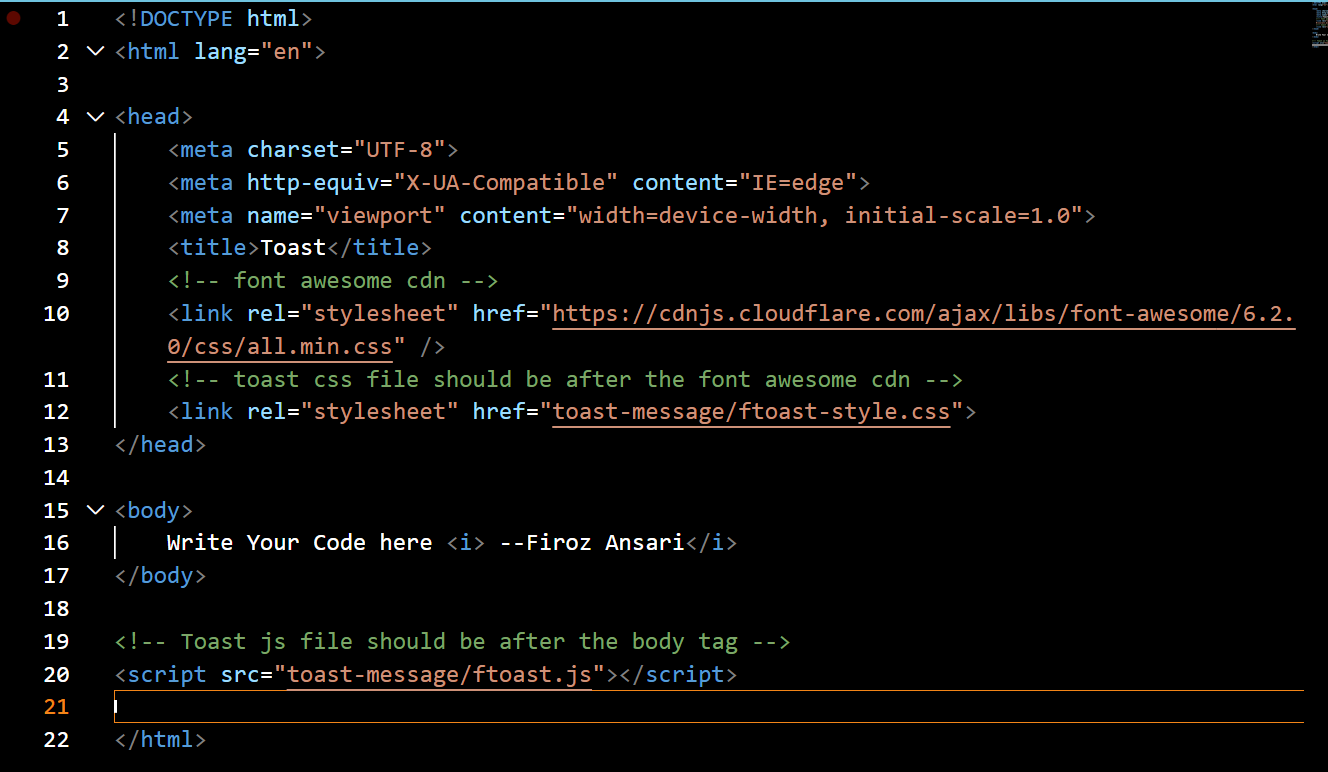 1 <!DOCTYPE html>
2 <html lang="en">
3
4 <head>
5 <meta charset="UTF-8">
6 <meta http-equiv="X-UA-Compatible" content="IE=edge">
7 <meta name="viewport" content="width=device-width, initial-scale=1.0">
8 <title>Toast</title>
9 <!-- font awesome cdn -->
10 <link rel="stylesheet" href="https://cdnjs.cloudflare.com/ajax/libs/font-awesome/6.2.
0/css/all.min.css" />
11 <!-- toast css file should be after the font awesome cdn -->
12 <link rel="stylesheet" href="toast-message/ftoast-style.css">
13 </head>
14
15 <body>
16 Write Your Code here <i> --Firoz Ansari</i>
17 </body>
18
19 <!-- Toast js file should be after the body tag -->
20 <script src="toast-message/ftoast.js"></script>
21
22 </html>